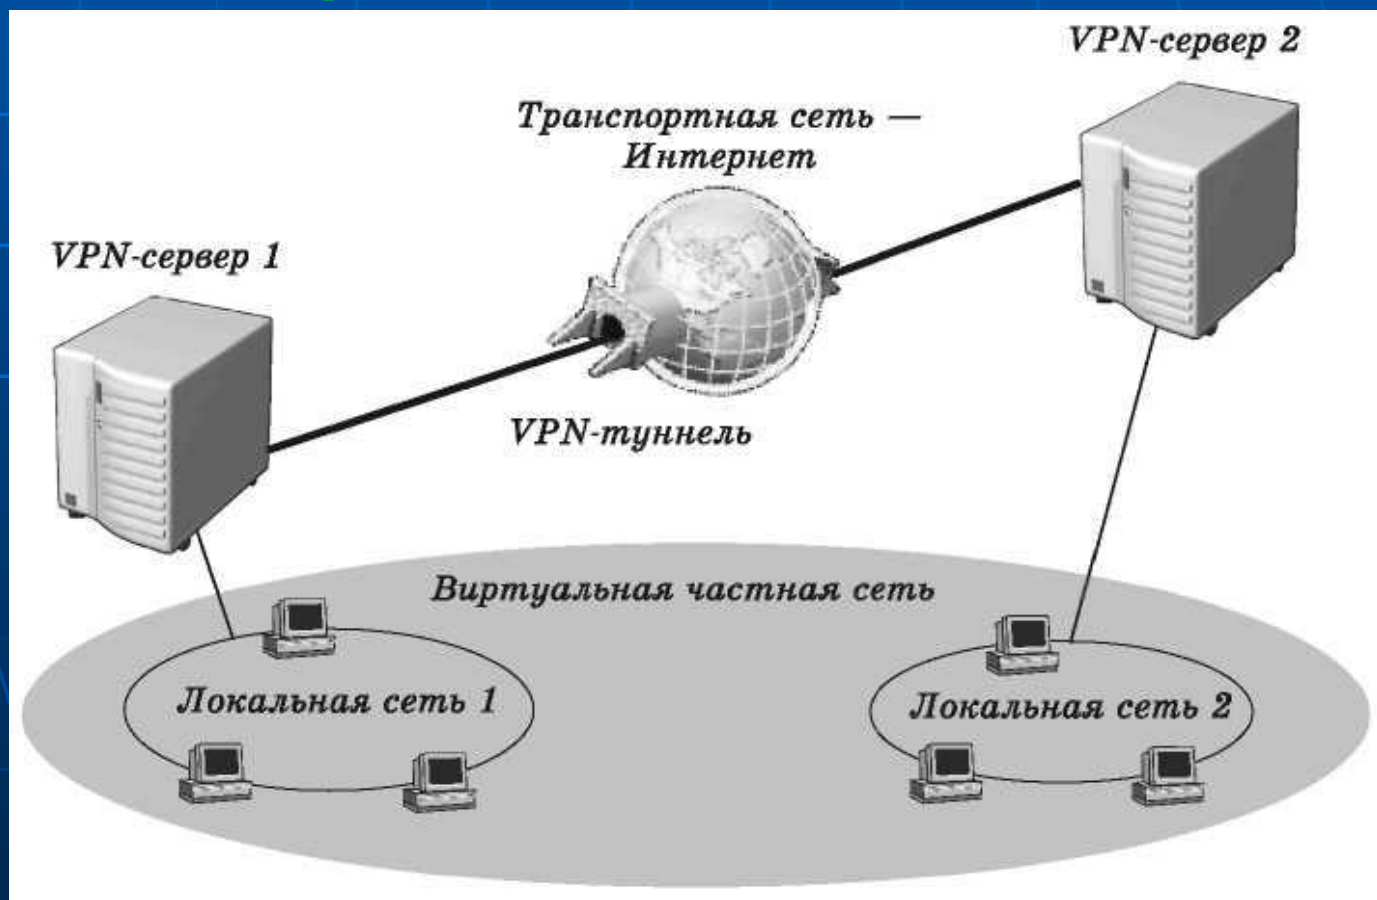 VPN-сервер 2
Транспортная сеть —
Интернет
VPN-сервер 1
VPN-туннель
Виртуальная частная сеть
Локальная сеть 1
Локальная сеть 2